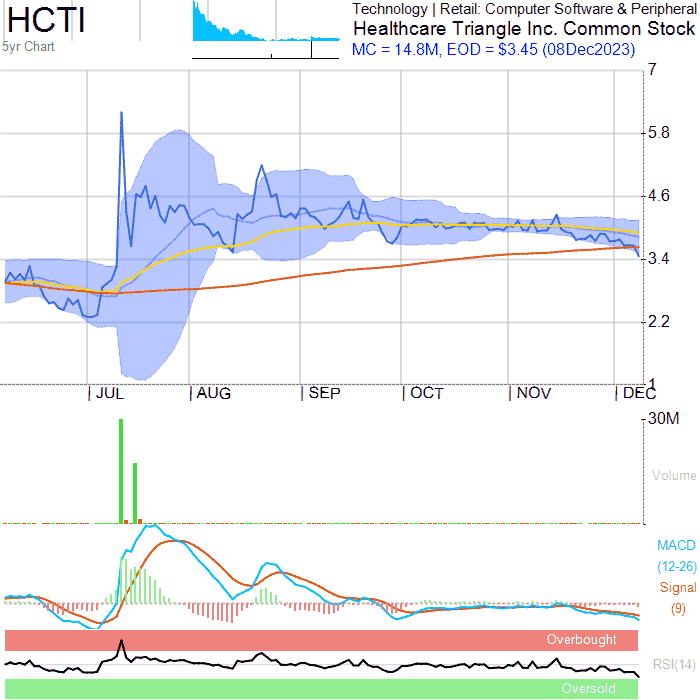 HCTI
5yr Chart
Technology | Retail: Computer Software & Peripheral
Healthcare Triangle Inc. Common Stock
MC = 14.8M, EOD = $3.45 (08Dec2023)
7
5.8
4.6
3.4
2.2
1
JUL
AUG
SEP
OCT
NOV
DEC
30M
Volume
MACD
(12-26)
Signal
(9)
Overbought
RSI(14)
Oversold